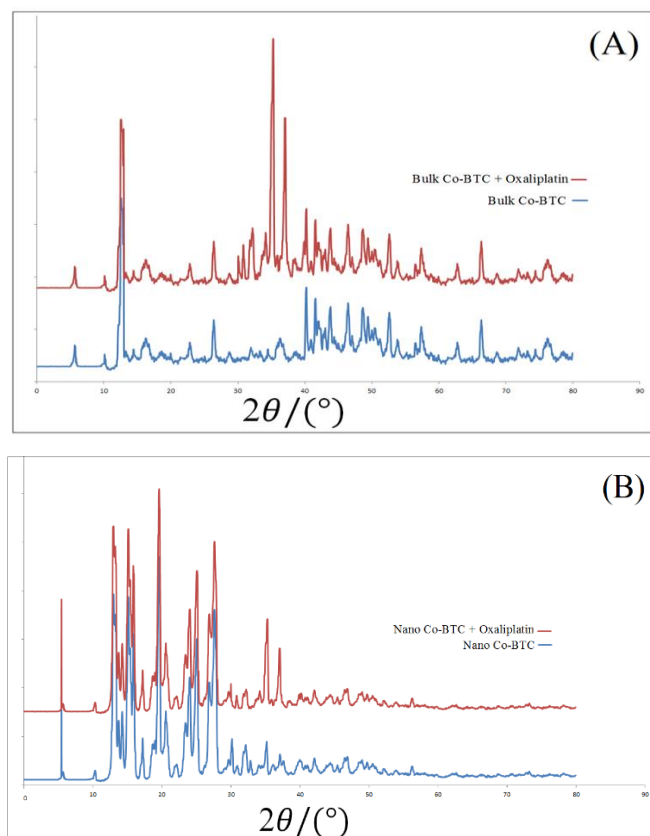 (A)
Bulk Co-BTC + Oxaliplatin
Bulk Co-BTC
0 10 20 30 40 50 60 70 80 90
2θ/(°)
(B)
Nano Co-BTC + Oxaliplatin
Nano Co-BTC
0 10 20 30 40 50 60 70 80 90
2θ/(°)